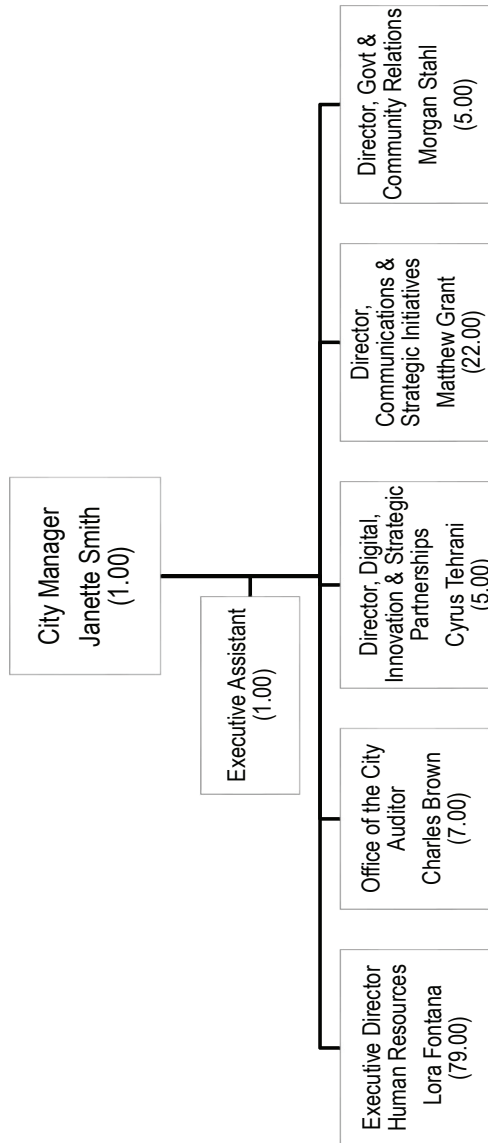 City Manager
Janette Smith
(1.00)
Executive Assistant
(1.00)
Executive Director
Human Resources
Lora Fontana
(79.00)
Office of the City
Auditor
Charles Brown
(7.00)
Director, Digital,
Innovation & Strategic
Partnerships
Cyrus Tehrani
(5.00)
Director,
Communications &
Strategic Initiatives
Matthew Grant
(22.00)
Director, Govt &
Community Relations
Morgan Stahl
(5.00)